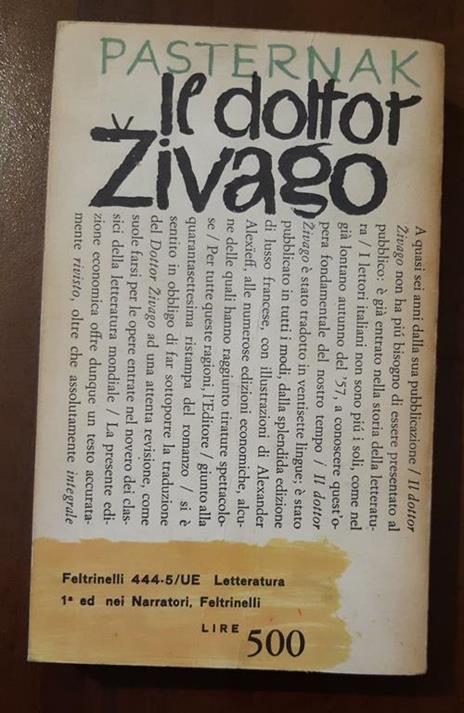 PASTERNAK
Il dottor
Živago
A quasi sei anni dalla sua pubblicazione / Il dottor
Živago non ha più bisogno di essere presentato al
pubblico: è già entrato nella storia della letteratu-
ra / I lettori italiani non sono più i soli, come nel
già lontano autunno del '57, a conoscere quest'o-
pera fondamentale del nostro tempo / Il dottor
Živago è stato tradotto in ventisette lingue; è stato
pubblicato in tutti i modi, dalla splendida edizione
di lusso francese, con illustrazioni di Alexander
Alexïeff, alle numerose edizioni economiche, alcu-
ne delle quali hanno raggiunto tirature spettacolo-
se / Per tutte queste ragioni, l'Editore / giunto alla
quarantasettesima ristampa del romanzo / si è
sentito in obbligo di far sottoporre la traduzione
del Dottor Živago ad una attenta revisione, come
suole farsi per le opere entrate nel novero dei clas-
sici della letteratura mondiale / La presente edi-
zione economica offre dunque un testo accurata-
mente rivisto, oltre che assolutamente integrale
Feltrinelli 444-5/UE Letteratura
1ª ed nei Narratori, Feltrinelli
LIRE 500